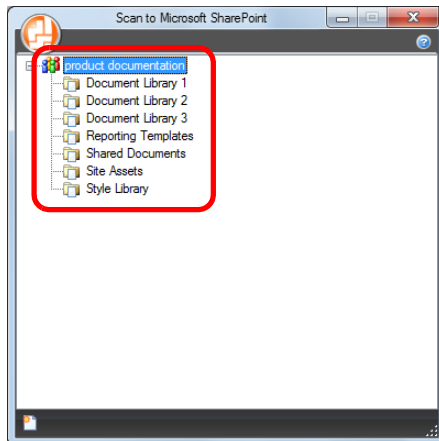 Scan to Microsoft SharePoint
product documentation
Document Library 1
Document Library 2
Document Library 3
Reporting Templates
Shared Documents
Site Assets
Style Library